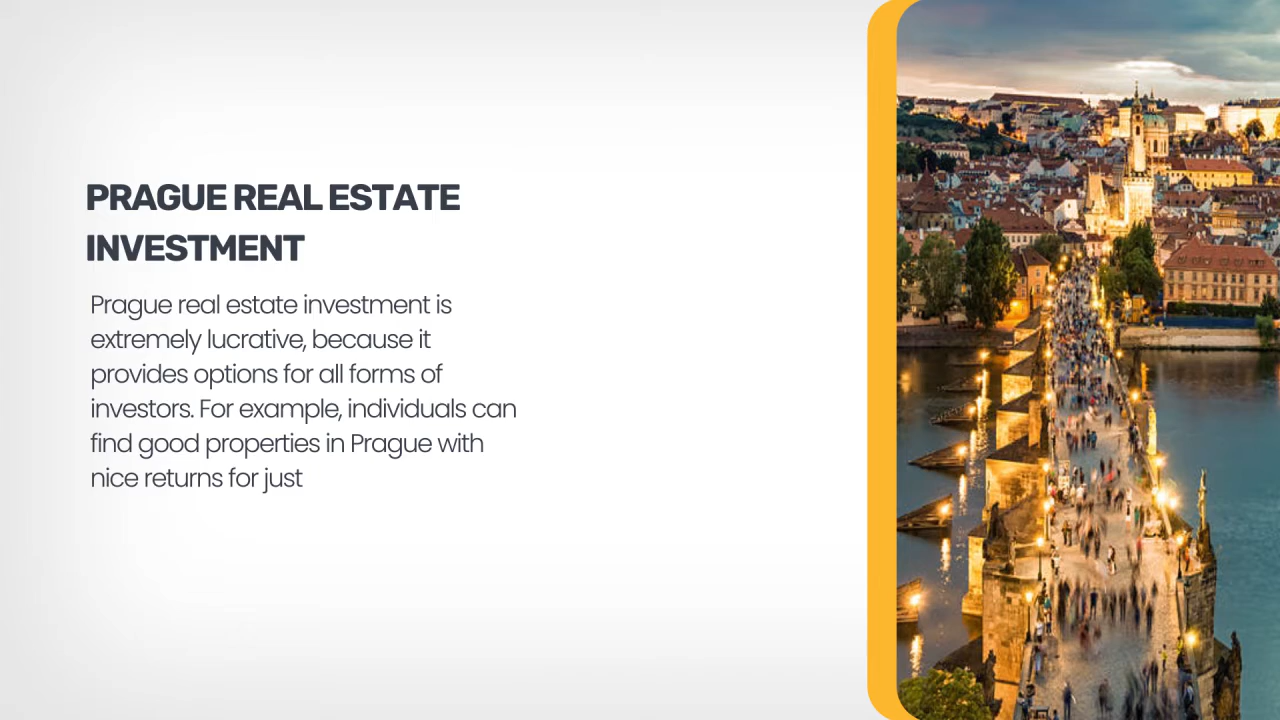 PRAGUE REAL ESTATE
INVESTMENT
Prague real estate investment is
extremely lucrative, because it
provides options for all forms of
investors. For example, individuals can
find good properties in Prague with
nice returns for just